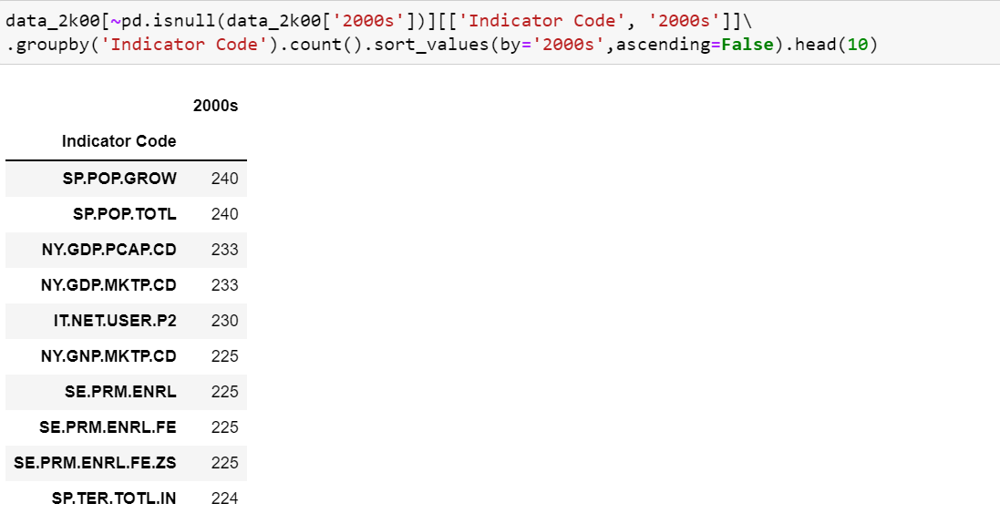 data_2k00[~pd.isnull(data_2k00['2000s'])][['Indicator Code', '2000s']]\
.groupby('Indicator Code').count().sort_values(by='2000s',ascending=False).head(10)
2000s
Indicator Code
SP.POP.GROW 240
SP.POP.TOTL 240
NY.GDP.PCAP.CD 233
NY.GDP.MKTP.CD 233
IT.NET.USER.P2 230
NY.GNP.MKTP.CD 225
SE.PRM.ENRL 225
SE.PRM.ENRL.FE 225
SE.PRM.ENRL.FE.ZS 225
SP.TER.TOTL.IN 224